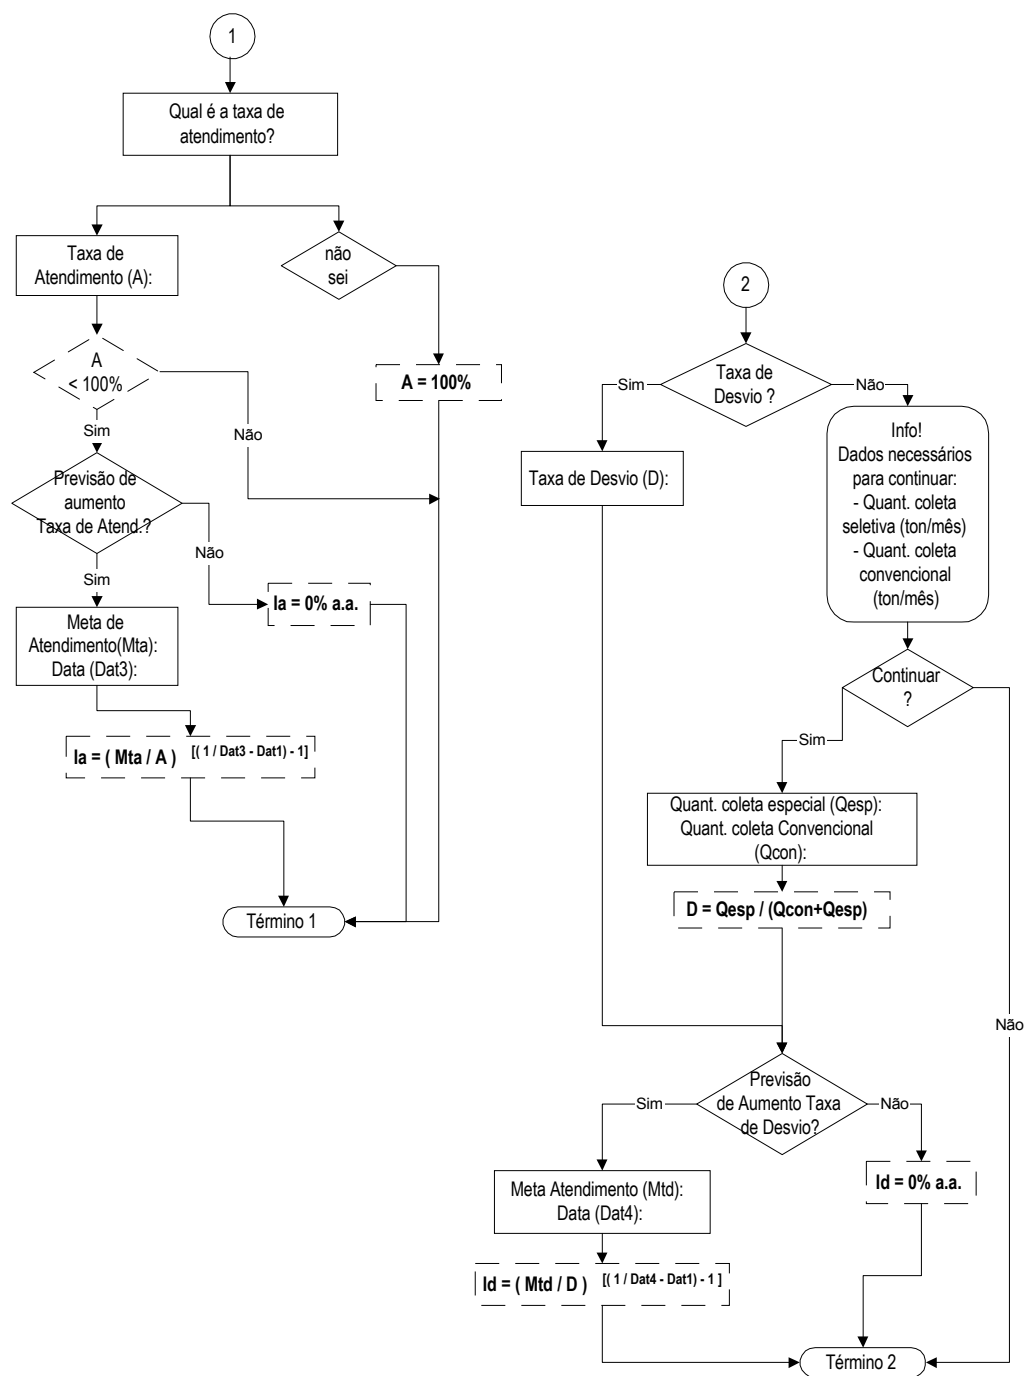 1
Qual é a taxa de
atendimento?
Taxa de
Atendimento (A):
não
sei
A
< 100%
A = 100%
Sim
Não
Previsão de
aumento
Taxa de Atend.?
Não
Sim
Ia = 0% a.a.
Meta de
Atendimento(Mta):
Data (Dat3):
Ia = ( Mta / A ) [( 1 / Dat3 - Dat1) - 1]
Término 1
2
Taxa de
Desvio ?
Sim
Não
Taxa de Desvio (D):
Info!
Dados necessários
para continuar:
- Quant. coleta
seletiva (ton/mês)
- Quant. coleta
convencional
(ton/mês)
Continuar
?
Sim
Não
Quant. coleta especial (Qesp):
Quant. coleta Convencional
(Qcon):
D = Qesp / (Qcon+Qesp)
Previsão
de Aumento Taxa
de Desvio?
Sim
Não
Meta Atendimento (Mtd):
Data (Dat4):
Id = 0% a.a.
Id = ( Mtd / D ) [( 1 / Dat4 - Dat1) - 1 ]
Término 2